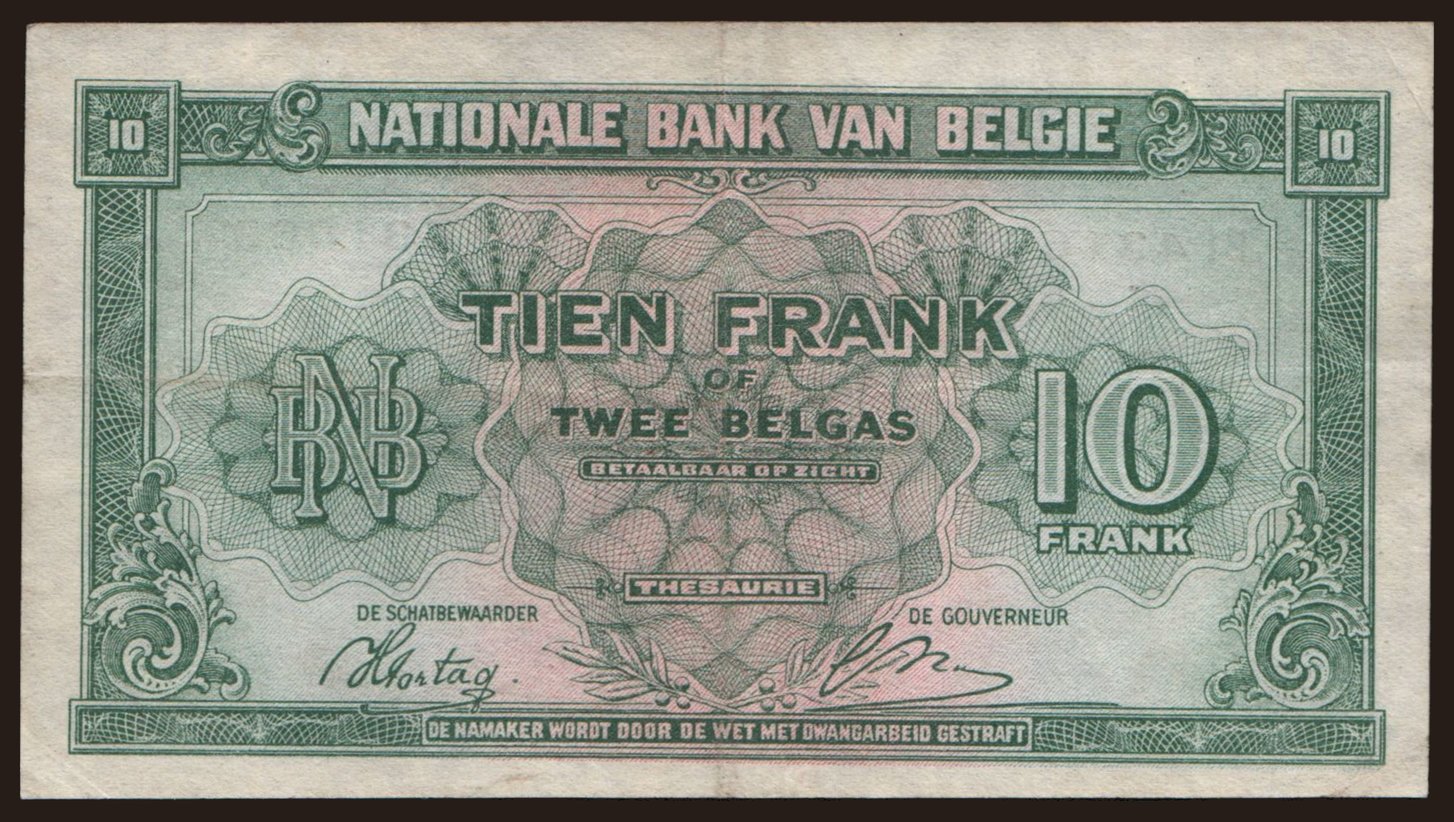 10 NATIONALE BANK VAN BELGIE 10
TIEN FRANK
OF
TWEE BELGAS
BETAALBAAR OP ZICHT
BNB
10
FRANK
THESAURIE
DE SCHATBEWAARDER DE GOUVERNEUR
DE NAMAKER WORDT DOOR DE WET MET DWANGARBEID GESTRAFT